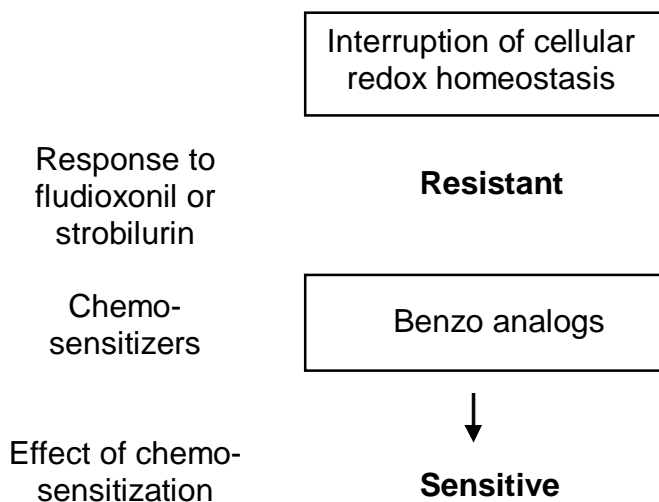 Interruption of cellular
redox homeostasis
Response to
fludioxonil or
strobilurin
Resistant
Chemo-
sensitizers
Benzo analogs
Effect of chemo-
sensitization
Sensitive